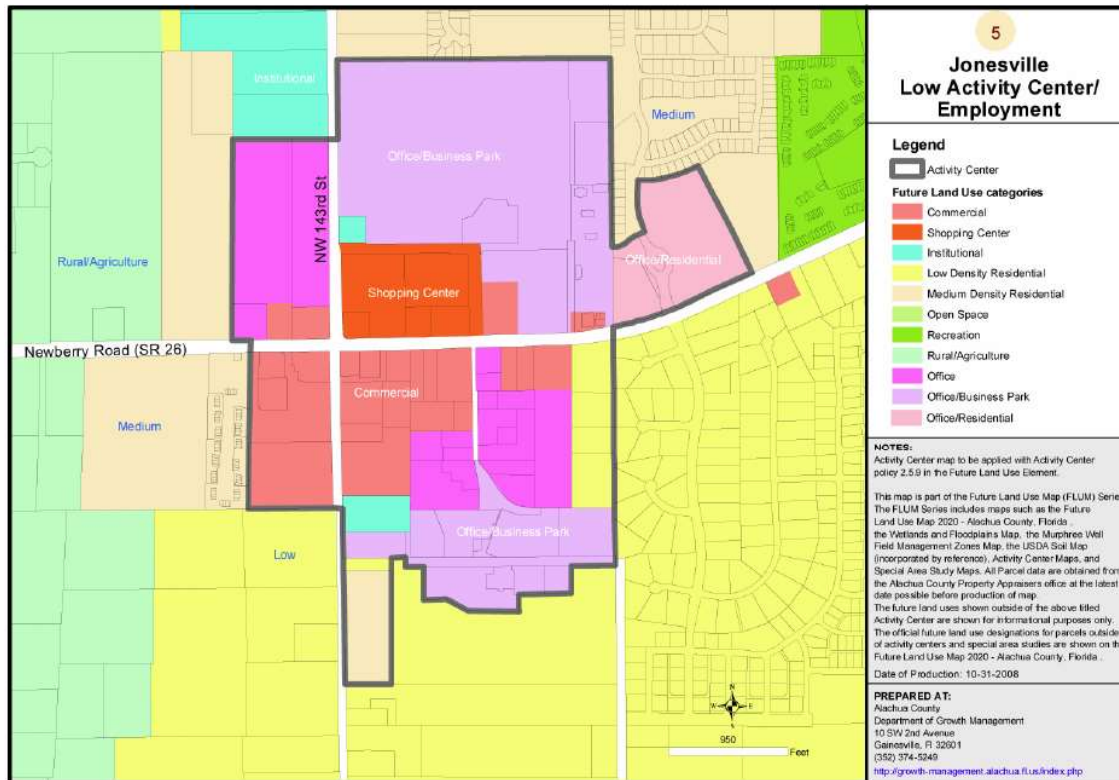 5
Jonesville
Low Activity Center/
Employment
Legend
Activity Center
Future Land Use categories
Commercial
Shopping Center
Institutional
Low Density Residential
Medium Density Residential
Open Space
Recreation
Rural/Agriculture
Office
Office/Business Park
Office/Residential
NOTES:
Activity Center map to be applied with Activity Center
policy 2.5.9 in the Future Land Use Element.
This map is part of the Future Land Use Map (FLUM) Serie
The FLUM Series includes maps such as the Future
Land Use Map 2020 - Alachua County, Florida ,
the Wetlands and Floodplains Map, the Murphree Well
Field Management Zones Map, the USDA Soil Map
(incorporated by reference), Activity Center Maps, and
Special Area Study Maps. All Parcel data are obtained from
the Alachua County Property Appraisers office at the latest
date possible before production of map.
The future land uses shown outside of the above titled
Activity Center are shown for informational purposes only.
The official future land use designations for parcels outside
of activity centers and special area studies are shown on th
Future Land Use Map 2020 - Alachua County, Florida .
Date of Production: 10-31-2008
PREPARED AT:
Alachua County
Department of Growth Management
10 SW 2nd Avenue
Gainesville, Fl 32601
(352) 374-5249
http://growth-management.alachua.fl.us/index.php
Institutional
Medium
Office/Business Park
NW 143rd St
Rural/Agriculture
Office/Residential
Shopping Center
Newberry Road (SR 26)
Commercial
Medium
Office/Business Park
Low
N
W
E
S
950
Feet